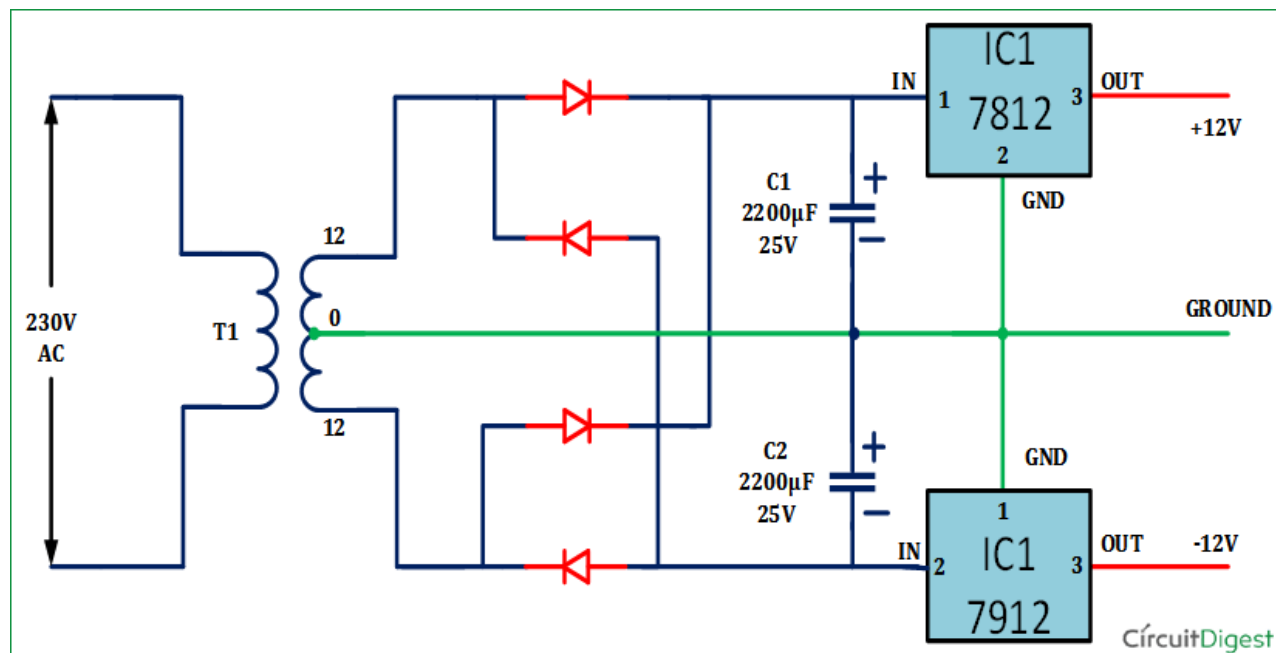 230V
AC
T1
12
0
12
C1
2200µF
25V
+
−
C2
2200µF
25V
+
−
IN
1
IC1
7812
2
3
OUT
+12V
GND
GROUND
GND
IN
2
1
IC1
7912
3
OUT
-12V
CírcuitDigest